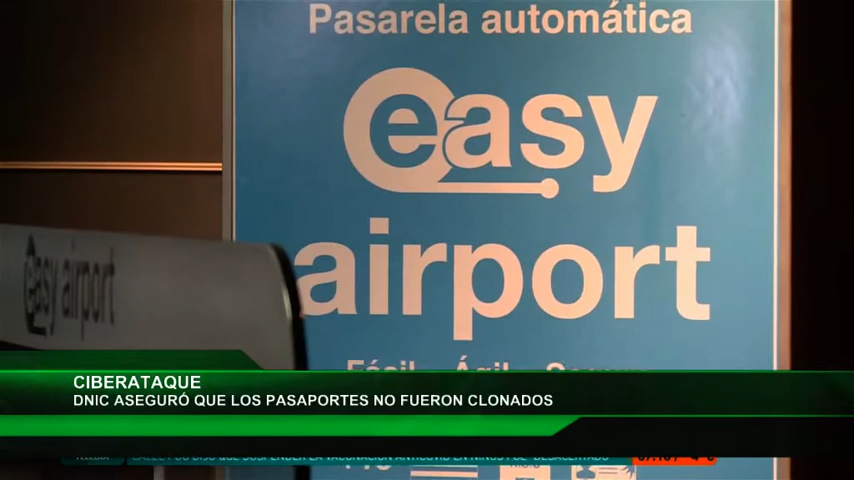 Pasarela automática
easy
airport
easy airport
CIBERATAQUE
DNIC ASEGURÓ QUE LOS PASAPORTES NO FUERON CLONADOS